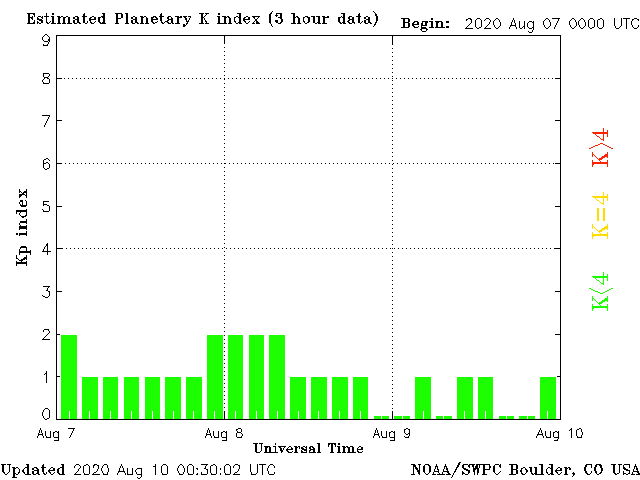 Estimated Planetary K index (3 hour data) Begin: 2020 Aug 07 0000 UTC
9
8
7
6
5
4
3
2
1
0
Kp index
K>4
K=4
K<4
Aug 7 Aug 8 Aug 9 Aug 10
Universal Time
Updated 2020 Aug 10 00:30:02 UTC NOAA/SWPC Boulder, CO USA